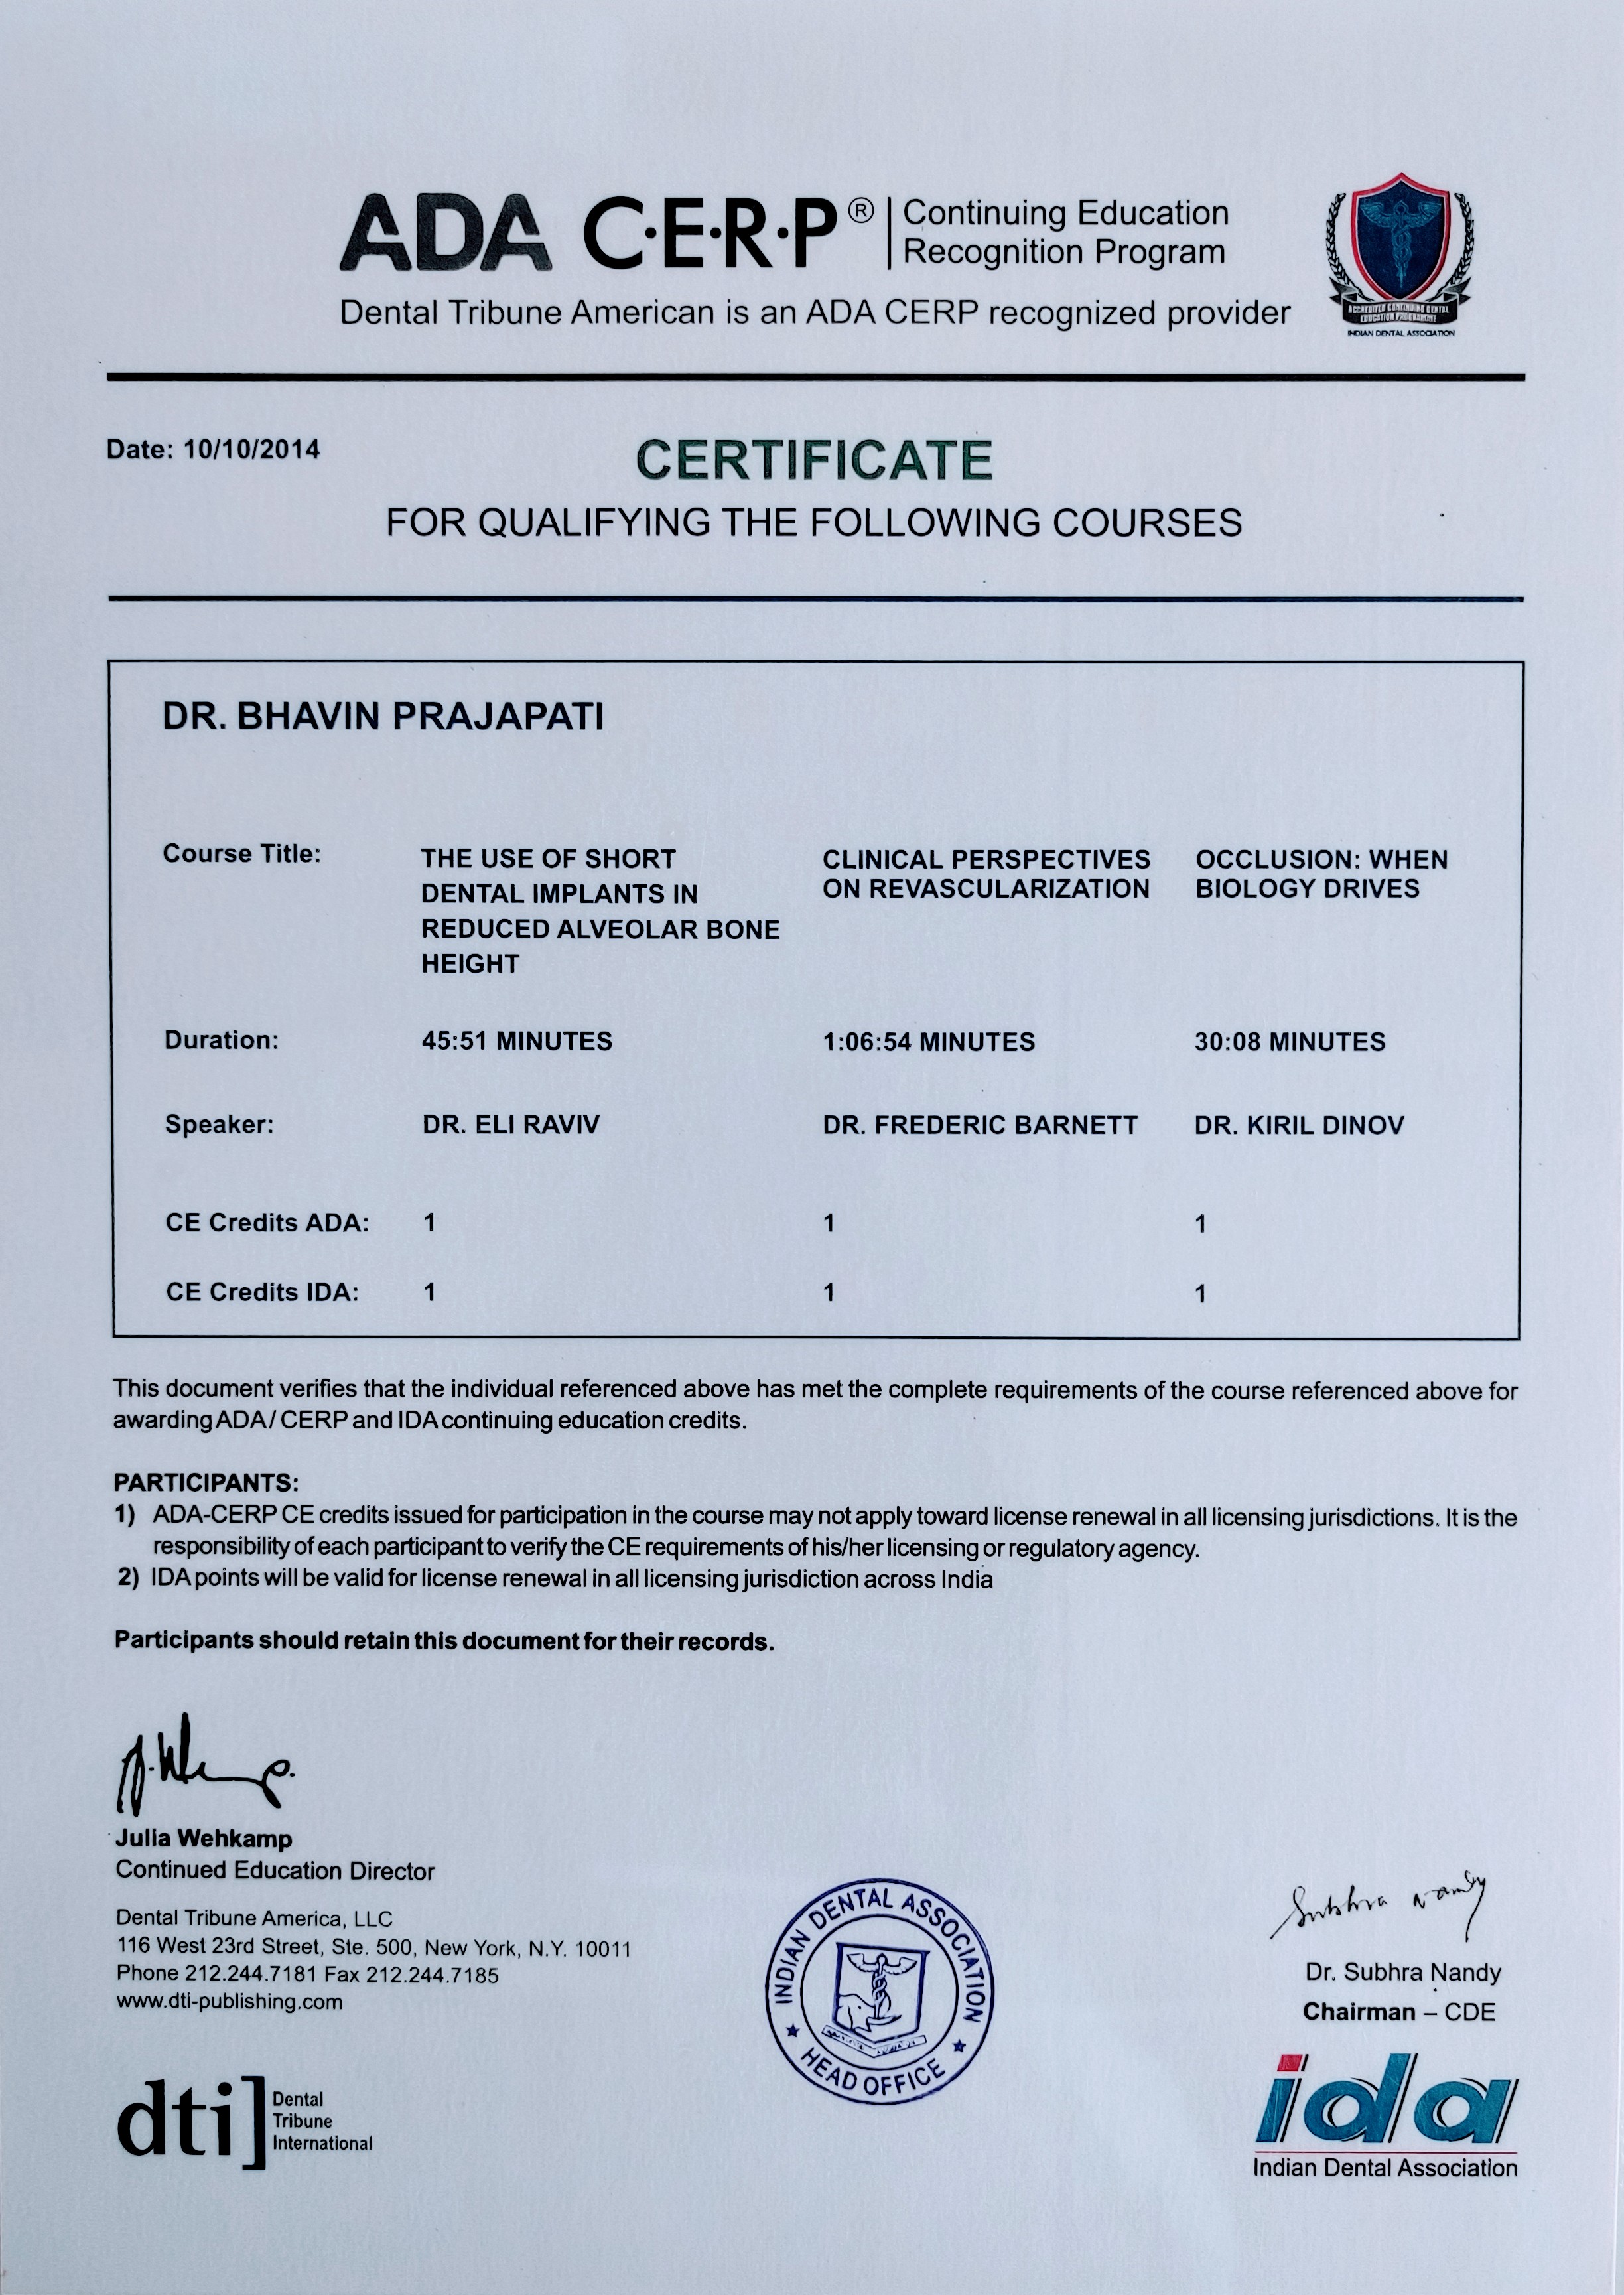 ADA C·E·R·P® | Continuing Education
Recognition Program
Dental Tribune American is an ADA CERP recognized provider
ACCREDITED CONTINUING DENTAL
EDUCATION PROGRAMME
INDIAN DENTAL ASSOCIATION
Date: 10/10/2014
CERTIFICATE
FOR QUALIFYING THE FOLLOWING COURSES
DR. BHAVIN PRAJAPATI
Course Title:
THE USE OF SHORT
DENTAL IMPLANTS IN
REDUCED ALVEOLAR BONE
HEIGHT
CLINICAL PERSPECTIVES
ON REVASCULARIZATION
OCCLUSION: WHEN
BIOLOGY DRIVES
Duration: 45:51 MINUTES 1:06:54 MINUTES 30:08 MINUTES
Speaker: DR. ELI RAVIV DR. FREDERIC BARNETT DR. KIRIL DINOV
CE Credits ADA: 1 1 1
CE Credits IDA: 1 1 1
This document verifies that the individual referenced above has met the complete requirements of the course referenced above for
awarding ADA/ CERP and IDA continuing education credits.
PARTICIPANTS:
1) ADA-CERP CE credits issued for participation in the course may not apply toward license renewal in all licensing jurisdictions. It is the
responsibility of each participant to verify the CE requirements of his/her licensing or regulatory agency.
2) IDA points will be valid for license renewal in all licensing jurisdiction across India
Participants should retain this document for their records.
Julia Wehkamp
Continued Education Director
Dental Tribune America, LLC
116 West 23rd Street, Ste. 500, New York, N.Y. 10011
Phone 212.244.7181 Fax 212.244.7185
www.dti-publishing.com
dti] Dental
Tribune
International
INDIAN DENTAL ASSOCIATION
HEAD OFFICE
Subhra Nandy
Dr. Subhra Nandy
Chairman – CDE
ida
Indian Dental Association